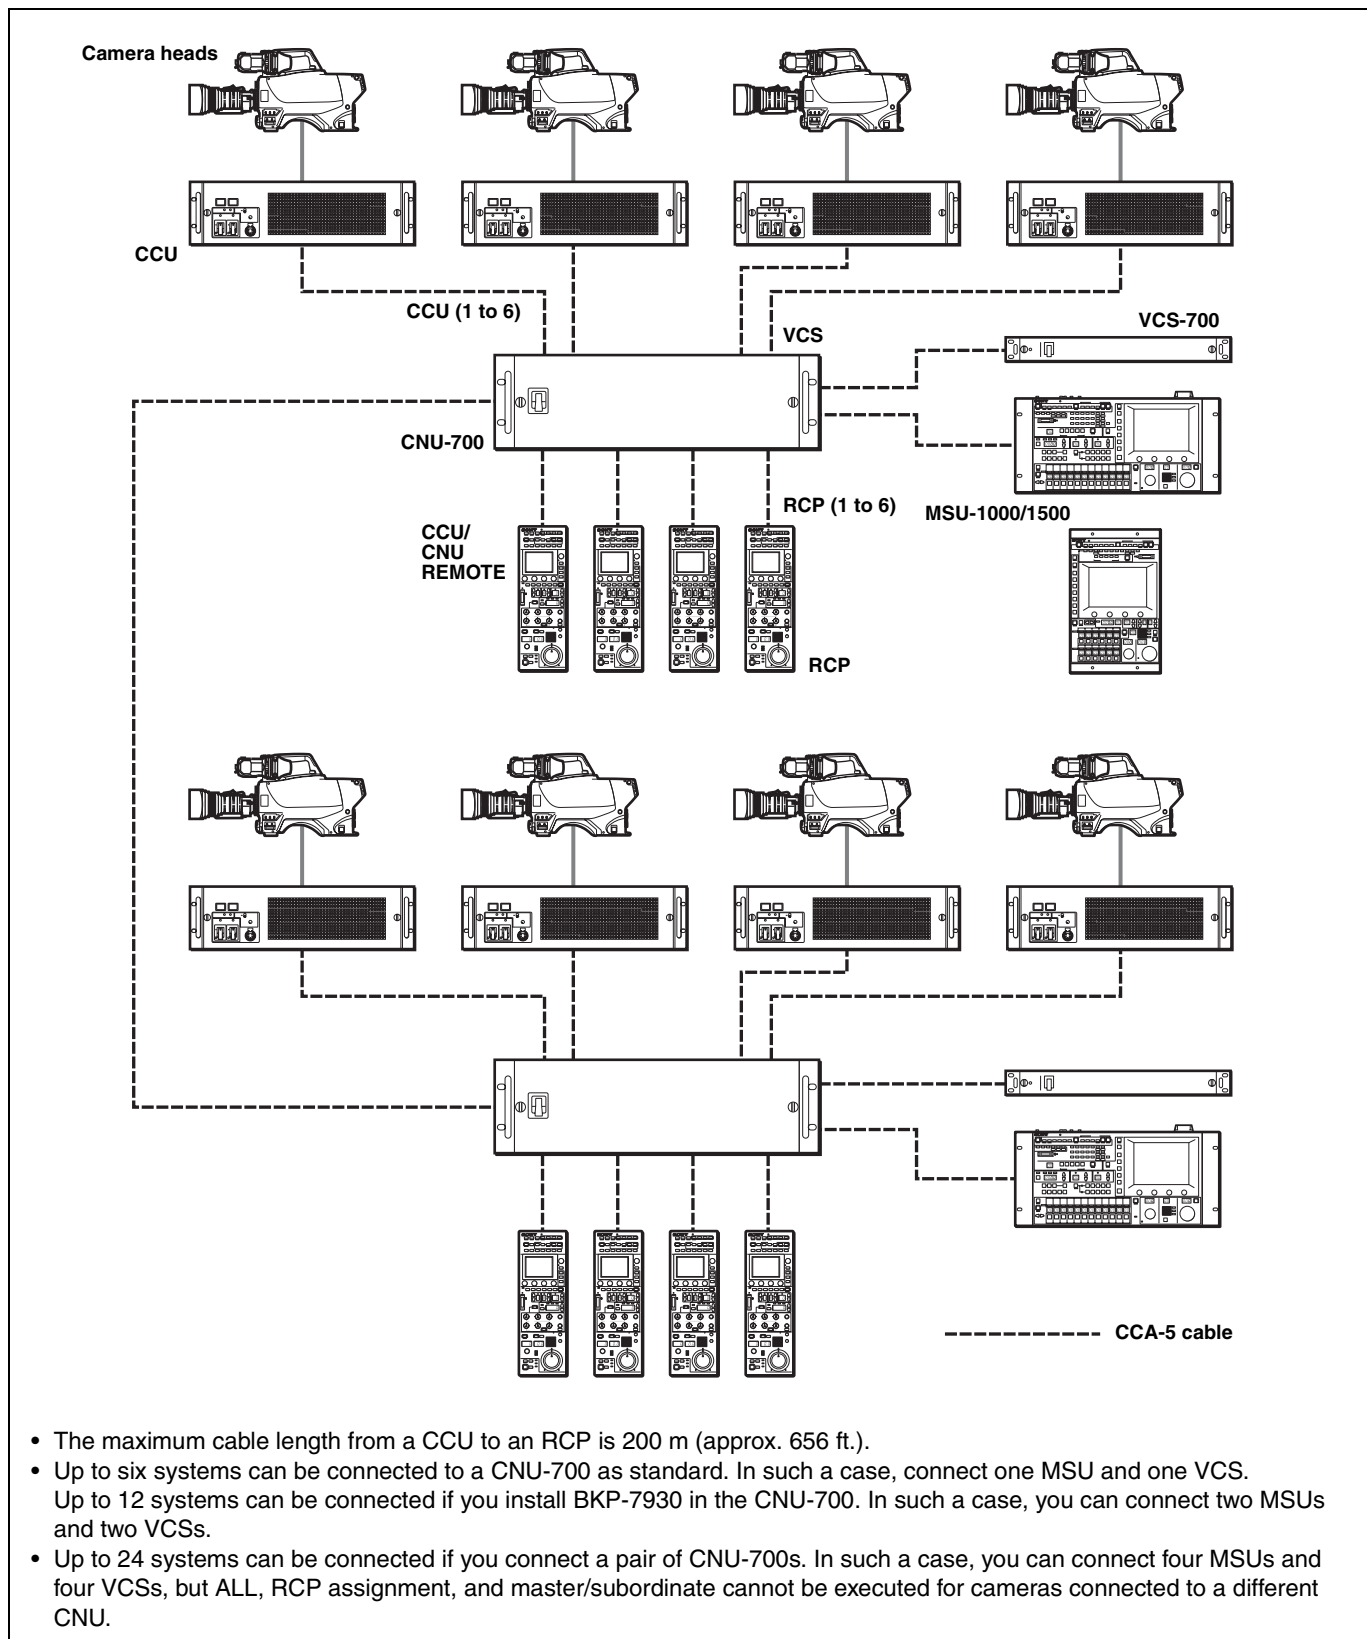 Camera heads
CCU
CCU (1 to 6)
VCS
VCS-700
CNU-700
RCP (1 to 6)
MSU-1000/1500
CCU/
CNU
REMOTE
RCP
CCA-5 cable
• The maximum cable length from a CCU to an RCP is 200 m (approx. 656 ft.).
• Up to six systems can be connected to a CNU-700 as standard. In such a case, connect one MSU and one VCS.
Up to 12 systems can be connected if you install BKP-7930 in the CNU-700. In such a case, you can connect two MSUs
and two VCSs.
• Up to 24 systems can be connected if you connect a pair of CNU-700s. In such a case, you can connect four MSUs and
four VCSs, but ALL, RCP assignment, and master/subordinate cannot be executed for cameras connected to a different
CNU.